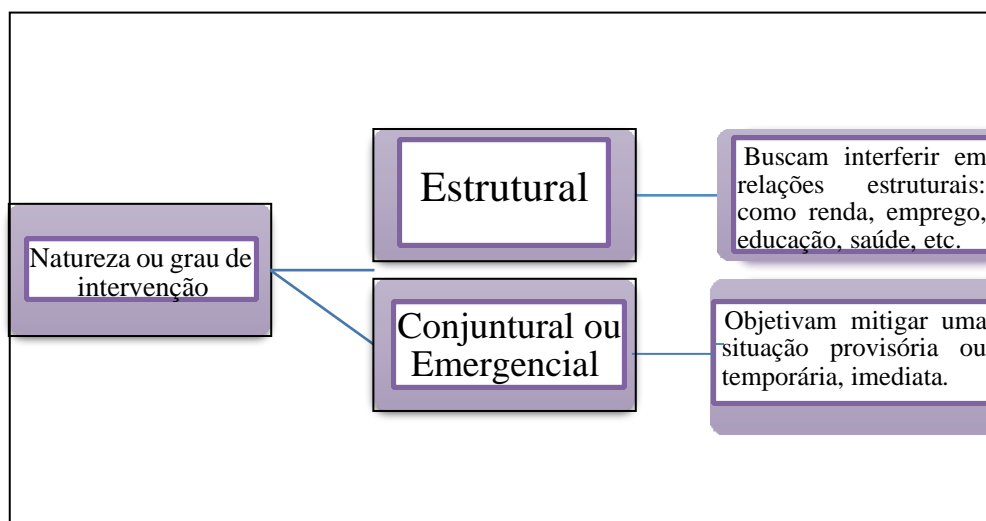 Natureza ou grau de
intervenção
Estrutural
Buscam interferir em
relações estruturais:
como renda, emprego,
educação, saúde, etc.
Conjuntural ou
Emergencial
Objetivam mitigar uma
situação provisória ou
temporária, imediata.